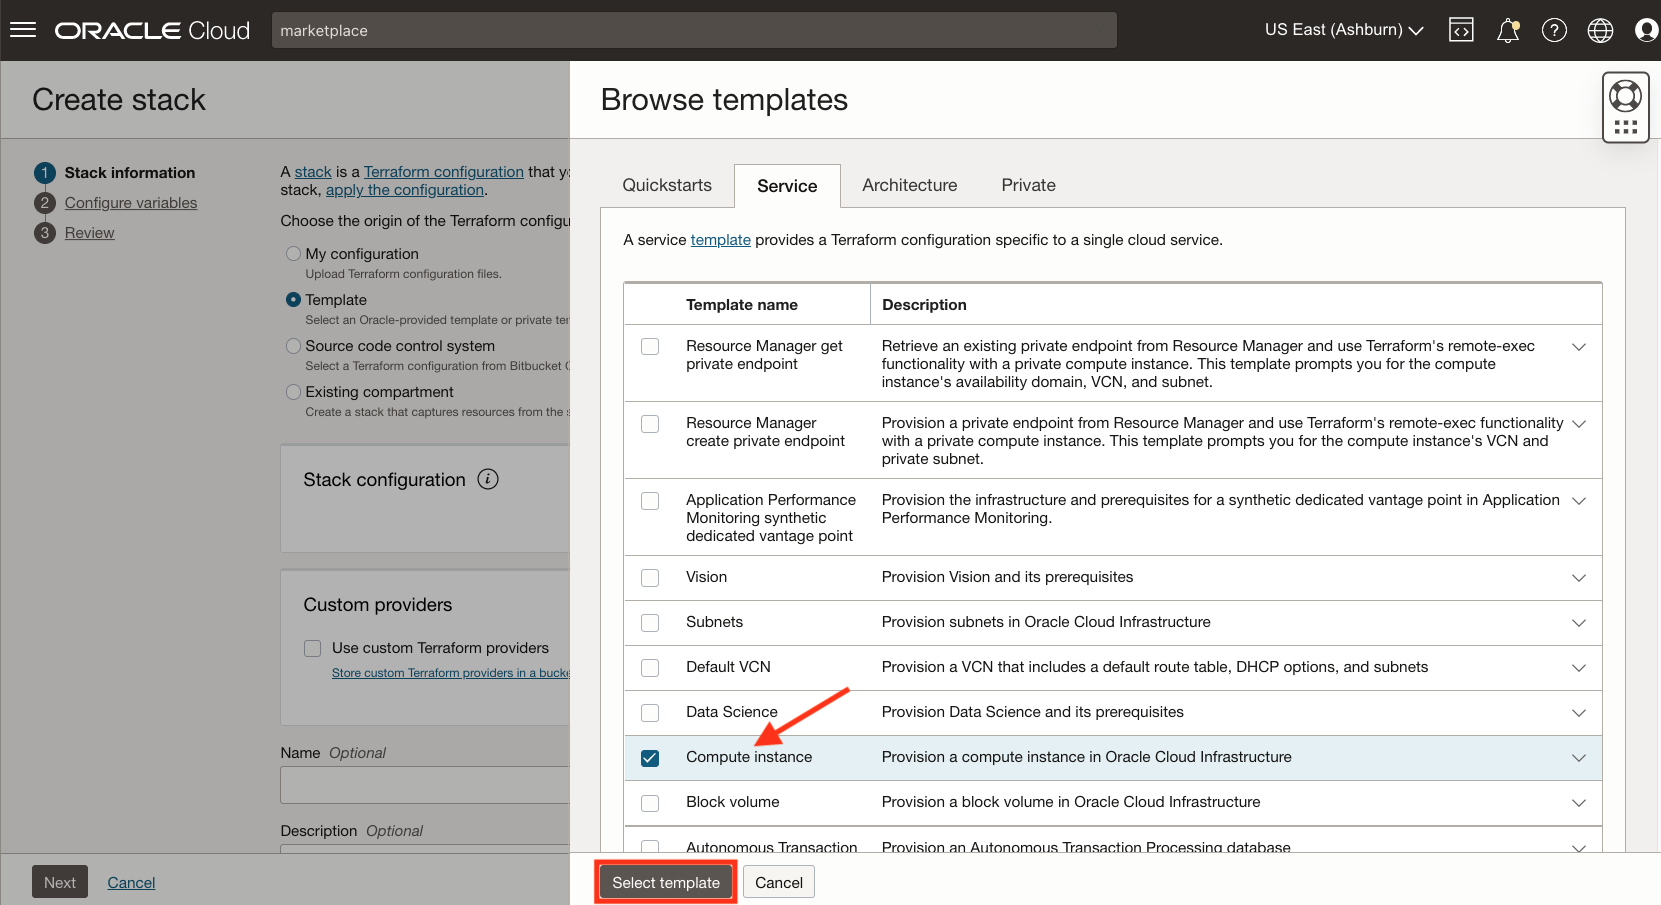 ORACLE Cloud
marketplace
US East (Ashburn)
Create stack
1 Stack information
2 Configure variables
3 Review
A stack is a Terraform configuration that
stack, apply the configuration.
Choose the origin of the Terraform
My configuration
Upload Terraform configuration files.
Template
Select an Oracle-provided template or private
Source code control system
Select a Terraform configuration from Bitbucket
Existing compartment
Create a stack that captures resources from the
Stack configuration
Custom providers
Use custom Terraform providers
Store custom Terraform providers in a
Name Optional
Description Optional
Next
Cancel
Browse templates
Quickstarts
Service
Architecture
Private
A service template provides a Terraform configuration specific to a single cloud service.
Template name
Description
Resource Manager get
private endpoint
Retrieve an existing private endpoint from Resource Manager and use Terraform's remote-exec
functionality with a private compute instance. This template prompts you for the compute
instance's availability domain, VCN, and subnet.
Resource Manager
create private endpoint
Provision a private endpoint from Resource Manager and use Terraform's remote-exec functionality
with a private compute instance. This template prompts you for the compute instance's VCN and
private subnet.
Application Performance
Monitoring synthetic
dedicated vantage point
Provision the infrastructure and prerequisites for a synthetic dedicated vantage point in Application
Performance Monitoring.
Vision
Provision Vision and its prerequisites
Subnets
Provision subnets in Oracle Cloud Infrastructure
Default VCN
Provision a VCN that includes a default route table, DHCP options, and subnets
Data Science
Provision Data Science and its prerequisites
Compute instance
Provision a compute instance in Oracle Cloud Infrastructure
Block volume
Provision a block volume in Oracle Cloud Infrastructure
Autonomous Transaction
Provision an Autonomous Transaction Processing database
Select template
Cancel